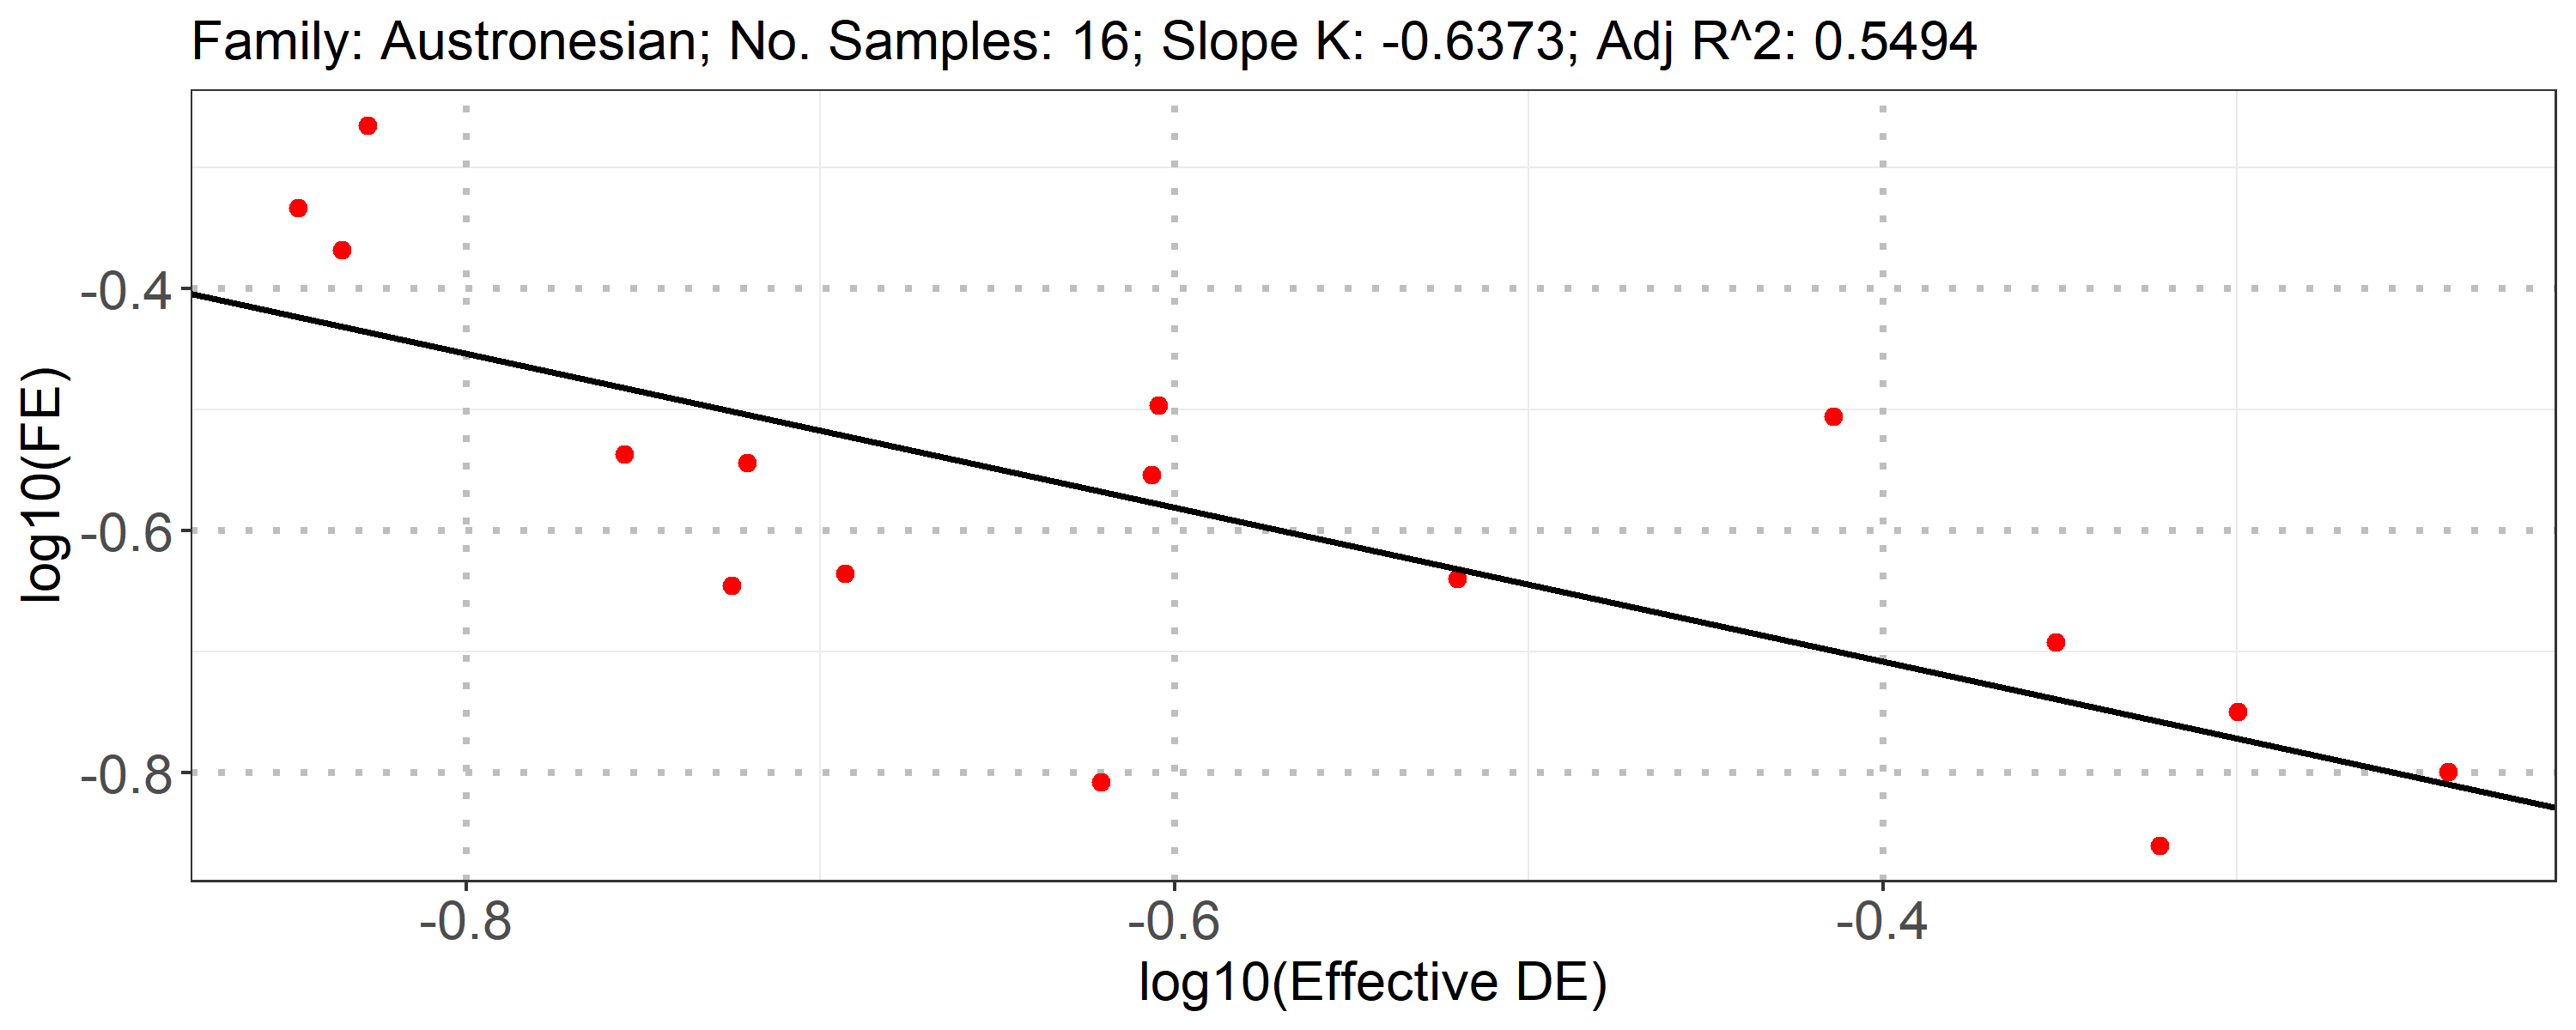 Family: Austronesian; No. Samples: 16; Slope K: -0.6373; Adj R^2: 0.5494
log10(FE)
-0.4
-0.6
-0.8
-0.8 -0.6 -0.4
log10(Effective DE)